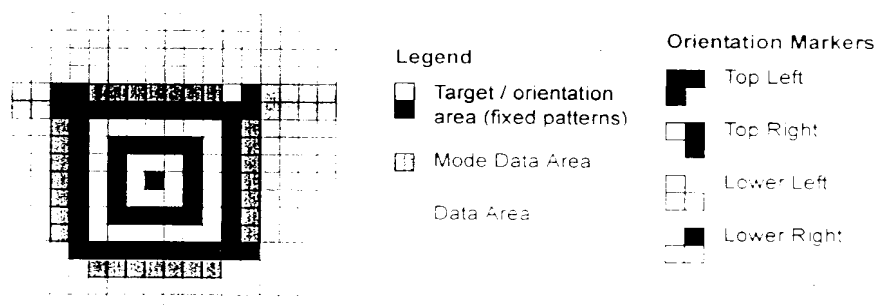 Legend
Target / orientation
area (fixed patterns)
Mode Data Area
Data Area
Orientation Markers
Top Left
Top Right
Lower Left
Lower Right